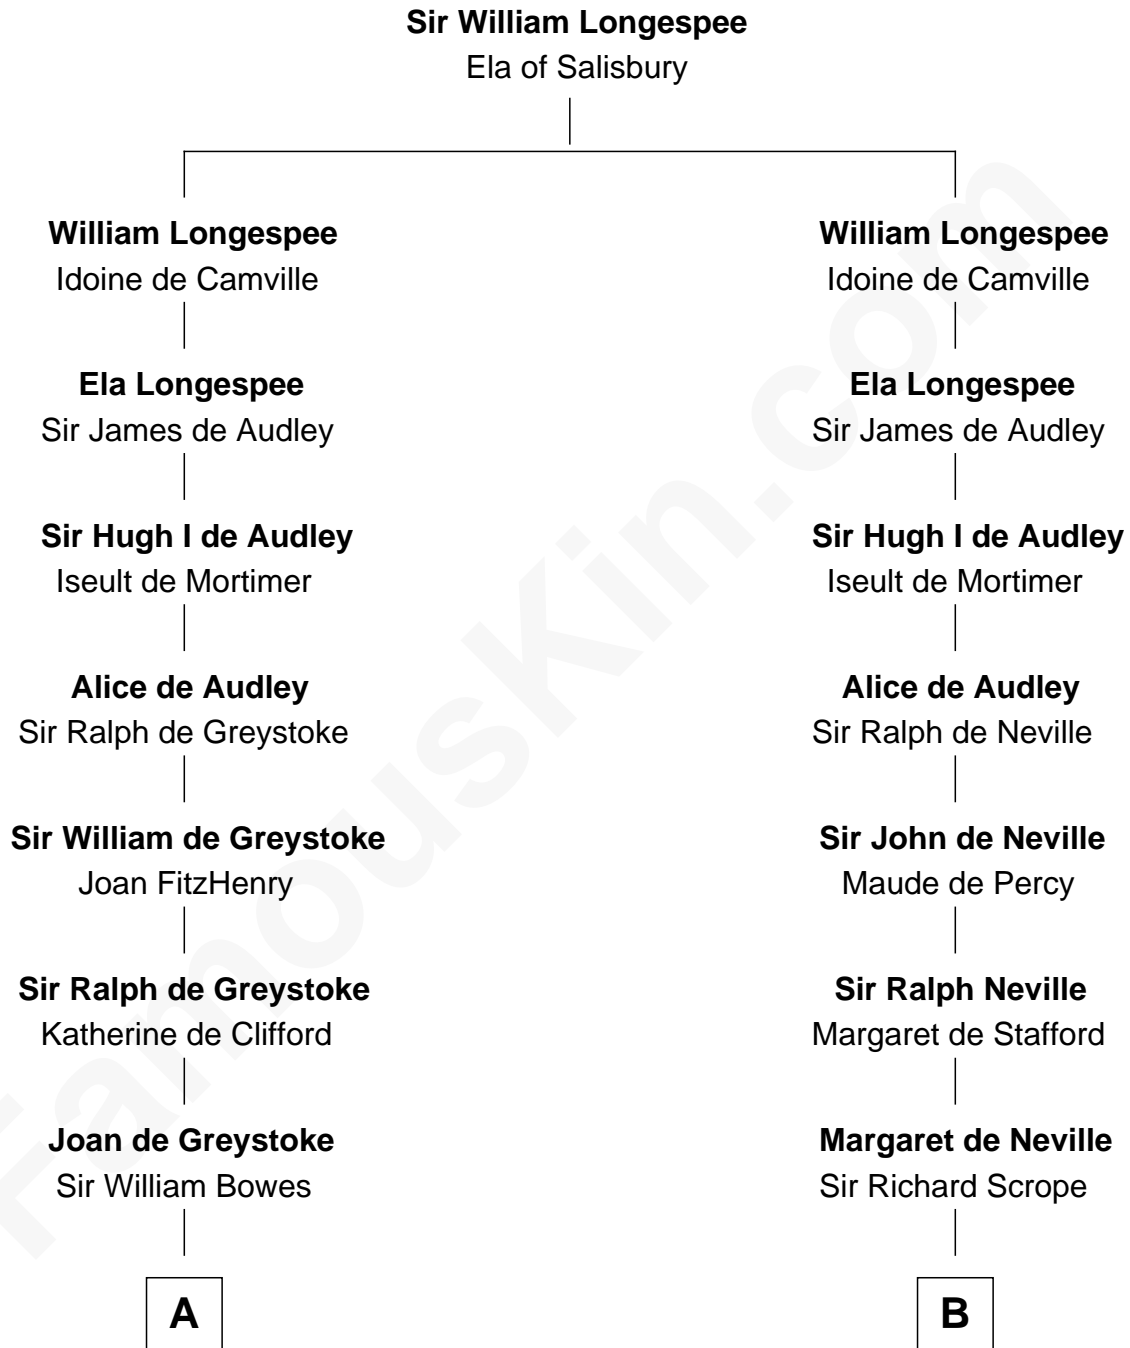 Sir William Longespee
Ela of Salisbury
William Longespee
Idoine de Camville
Ela Longespee
Sir James de Audley
Sir Hugh I de Audley
Iseult de Mortimer
Alice de Audley
Sir Ralph de Greystoke
Sir William de Greystoke
Joan FitzHenry
Sir Ralph de Greystoke
Katherine de Clifford
Joan de Greystoke
Sir William Bowes
A
William Longespee
Idoine de Camville
Ela Longespee
Sir James de Audley
Sir Hugh I de Audley
Iseult de Mortimer
Alice de Audley
Sir Ralph de Neville
Sir John de Neville
Maude de Percy
Sir Ralph Neville
Margaret de Stafford
Margaret de Neville
Sir Richard Scrope
B
FamousKin.com